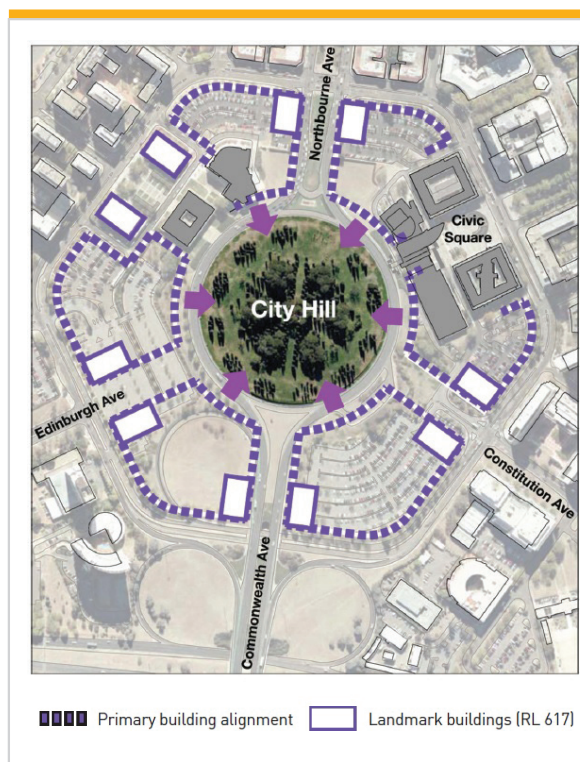 Northbourne Ave
Civic
Square
City Hill
Edinburgh Ave
Constitution Ave
Commonwealth Ave
Primary building alignment
Landmark buildings (RL 617)